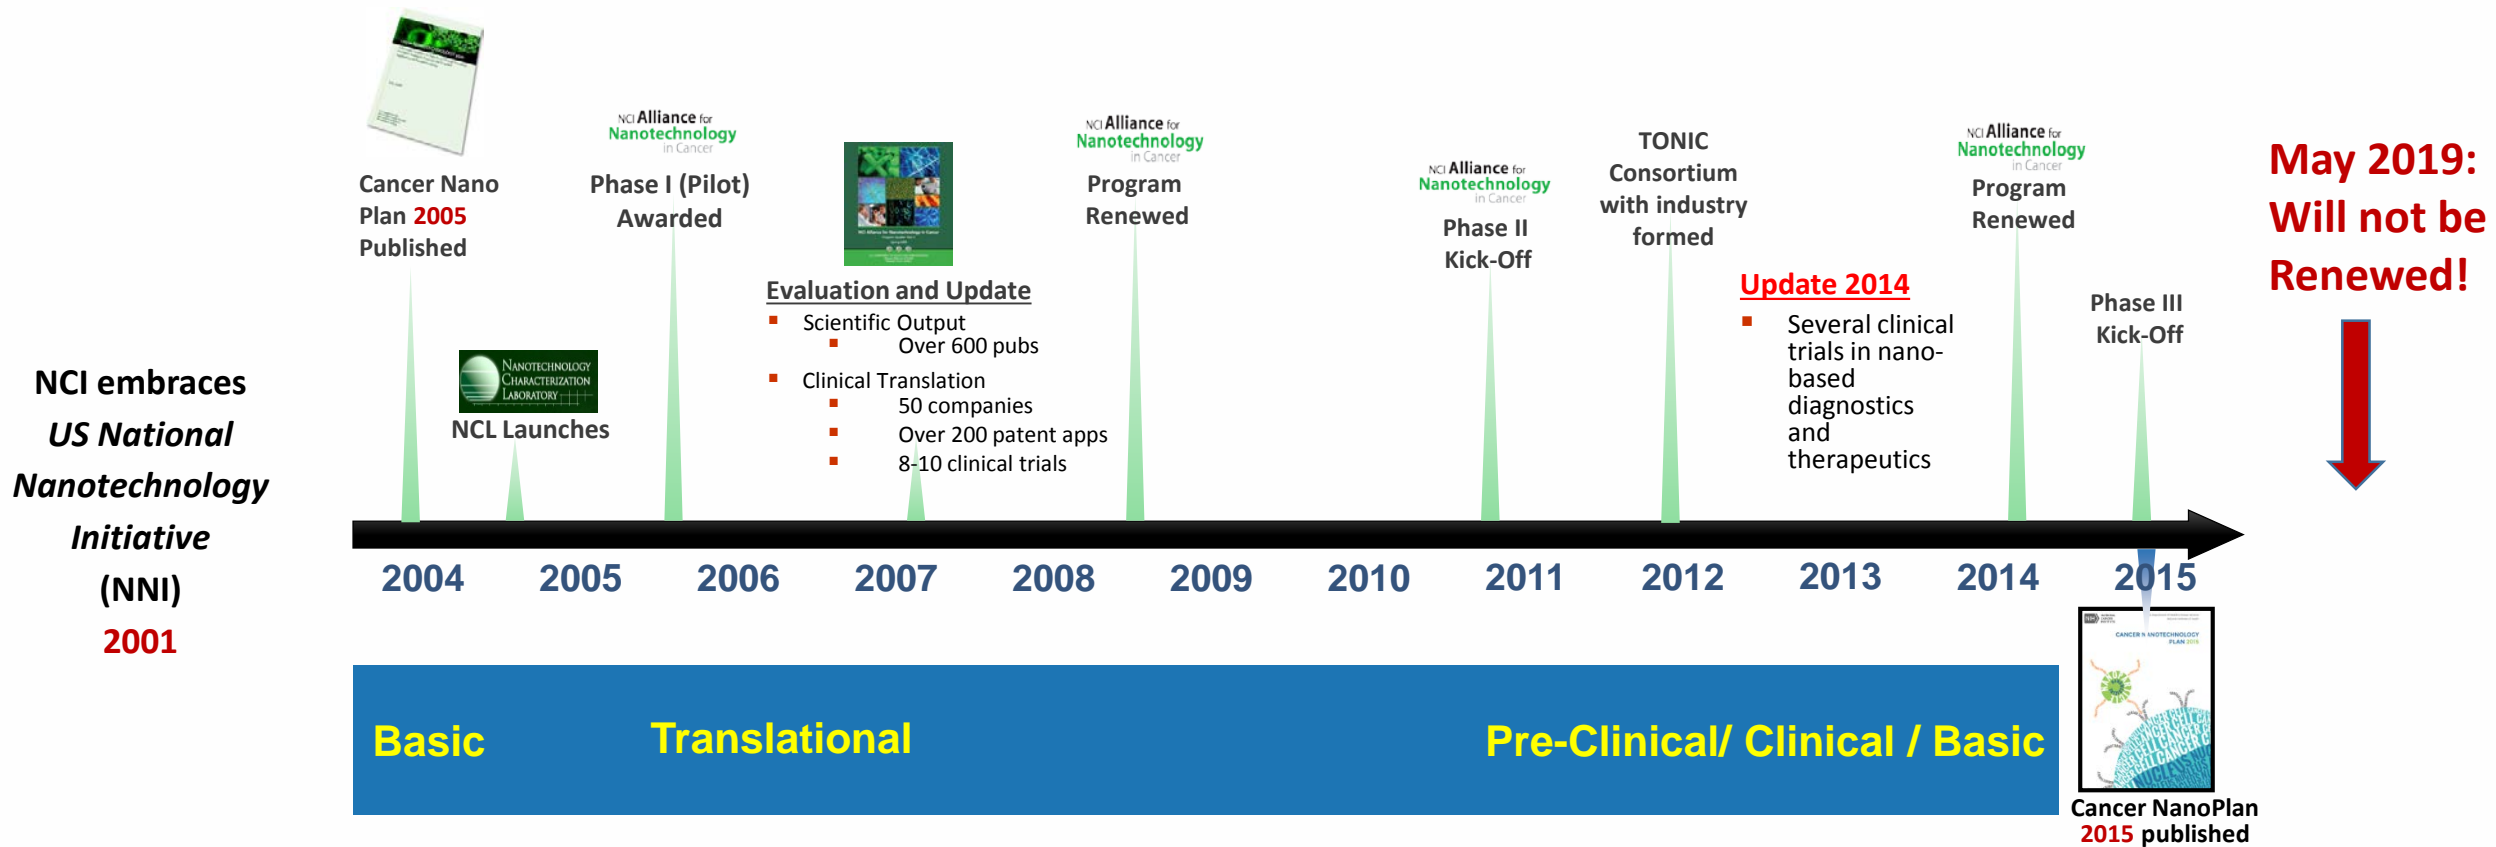 NCI embraces
US National
Nanotechnology
Initiative
(NNI)
2001
Cancer Nano
Plan 2005
Published
NANOTECHNOLOGY
CHARACTERIZATION
LABORATORY
NCL Launches
NCI Alliance for
Nanotechnology
in Cancer
Phase I (Pilot)
Awarded
NCI Alliance for Nanotechnology in Cancer
Evaluation and Update
Scientific Output
Over 600 pubs
Clinical Translation
50 companies
Over 200 patent apps
8-10 clinical trials
NCI Alliance for
Nanotechnology
in Cancer
Program
Renewed
NCI Alliance for
Nanotechnology
in Cancer
Phase II
Kick-Off
TONIC
Consortium
with industry
formed
Update 2014
Several clinical
trials in nano-
based
diagnostics
and
therapeutics
NCI Alliance for
Nanotechnology
in Cancer
Program
Renewed
Phase III
Kick-Off
May 2019:
Will not be
Renewed!
2004 2005 2006 2007 2008 2009 2010 2011 2012 2013 2014 2015
Basic Translational Pre-Clinical/ Clinical / Basic
CANCER NANOTECHNOLOGY
PLAN 2015
Cancer NanoPlan
2015 published